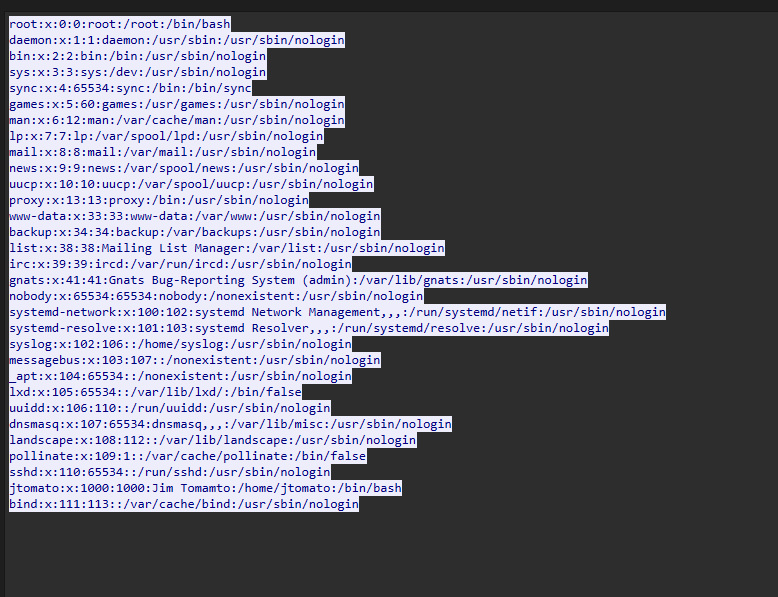 root:x:0:0:root:/root:/bin/bash
daemon:x:1:1:daemon:/usr/sbin:/usr/sbin/nologin
bin:x:2:2:bin:/bin:/usr/sbin/nologin
sys:x:3:3:sys:/dev:/usr/sbin/nologin
sync:x:4:65534:sync:/bin:/bin/sync
games:x:5:60:games:/usr/games:/usr/sbin/nologin
man:x:6:12:man:/var/cache/man:/usr/sbin/nologin
lp:x:7:7:lp:/var/spool/lpd:/usr/sbin/nologin
mail:x:8:8:mail:/var/mail:/usr/sbin/nologin
news:x:9:9:news:/var/spool/news:/usr/sbin/nologin
uucp:x:10:10:uucp:/var/spool/uucp:/usr/sbin/nologin
proxy:x:13:13:proxy:/bin:/usr/sbin/nologin
www-data:x:33:33:www-data:/var/www:/usr/sbin/nologin
backup:x:34:34:backup:/var/backups:/usr/sbin/nologin
list:x:38:38:Mailing List Manager:/var/list:/usr/sbin/nologin
irc:x:39:39:ircd:/var/run/ircd:/usr/sbin/nologin
gnats:x:41:41:Gnats Bug-Reporting System (admin):/var/lib/gnats:/usr/sbin/nologin
nobody:x:65534:65534:nobody:/nonexistent:/usr/sbin/nologin
systemd-network:x:100:102:systemd Network Management,,,:/run/systemd/netif:/usr/sbin/nologin
systemd-resolve:x:101:103:systemd Resolver,,,:/run/systemd/resolve:/usr/sbin/nologin
syslog:x:102:106::/home/syslog:/usr/sbin/nologin
messagebus:x:103:107::/nonexistent:/usr/sbin/nologin
_apt:x:104:65534::/nonexistent:/usr/sbin/nologin
lxd:x:105:65534::/var/lib/lxd/:/bin/false
uuidd:x:106:110::/run/uuidd:/usr/sbin/nologin
dnsmasq:x:107:65534:dnsmasq,,,:/var/lib/misc:/usr/sbin/nologin
landscape:x:108:112::/var/lib/landscape:/usr/sbin/nologin
pollinate:x:109:1::/var/cache/pollinate:/bin/false
sshd:x:110:65534::/run/sshd:/usr/sbin/nologin
jtomato:x:1000:1000:Jim Tomamto:/home/jtomato:/bin/bash
bind:x:111:113::/var/cache/bind:/usr/sbin/nologin